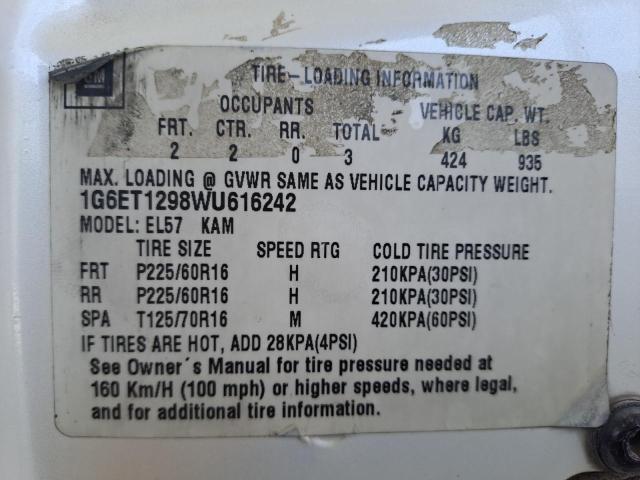 GM
TIRE-LOADING INFORMATION
OCCUPANTS VEHICLE CAP. WT.
FRT. CTR. RR. TOTAL KG LBS
2 2 0 3 424 935
MAX. LOADING @ GVWR SAME AS VEHICLE CAPACITY WEIGHT.
1G6ET1298WU616242
MODEL: EL57 KAM
TIRE SIZE SPEED RTG COLD TIRE PRESSURE
FRT P225/60R16 H 210KPA(30PSI)
RR P225/60R16 H 210KPA(30PSI)
SPA T125/70R16 M 420KPA(60PSI)
IF TIRES ARE HOT, ADD 28KPA(4PSI)
See Owner´s Manual for tire pressure needed at
160 Km/H (100 mph) or higher speeds, where legal,
and for additional tire information.